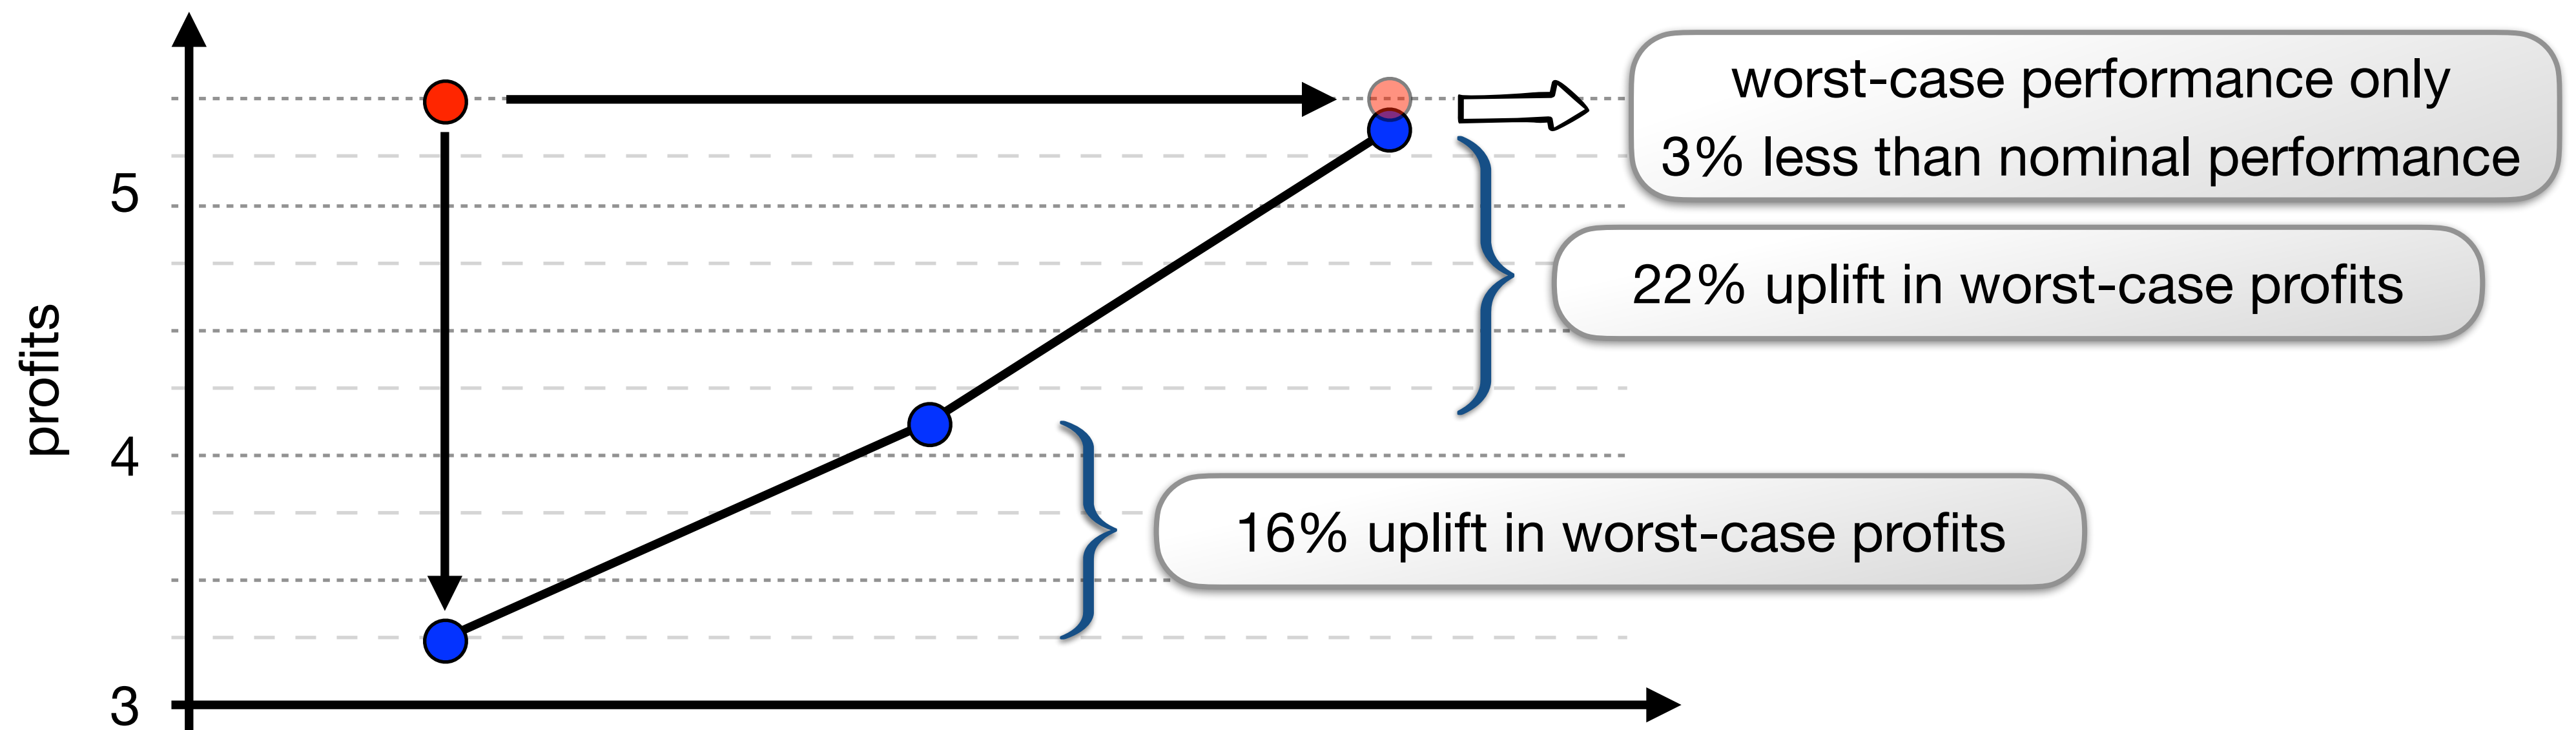 worst-case performance only
3% less than nominal performance
5
22% uplift in worst-case profits
profits
4
16% uplift in worst-case profits
3